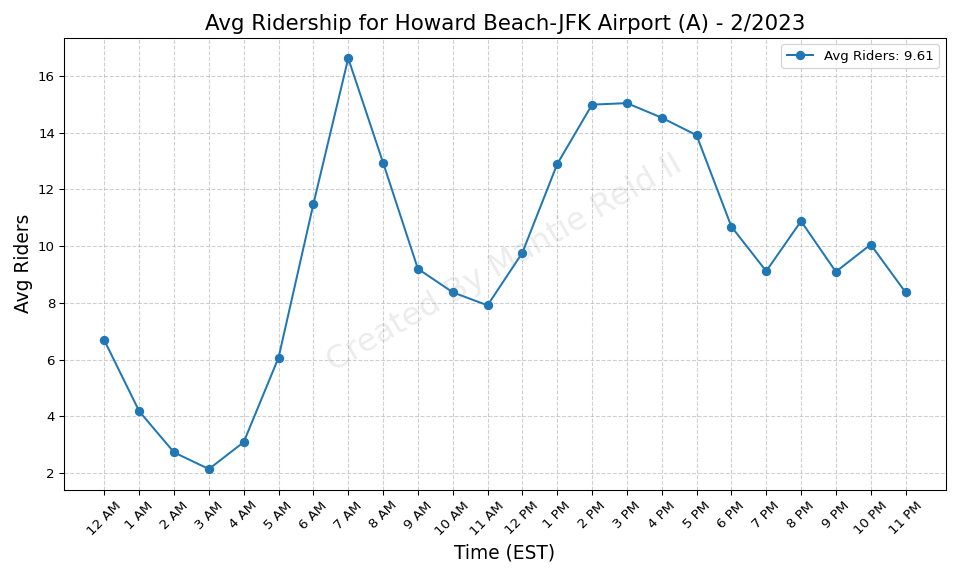 Avg Ridership for Howard Beach-JFK Airport (A) - 2/2023
Avg Riders: 9.61
16
14
12
10
8
6
4
2
Avg Riders
Created By Mantie Reid II
12 AM
1 AM
2 AM
3 AM
4 AM
5 AM
6 AM
7 AM
8 AM
9 AM
10 AM
11 AM
12 PM
1 PM
2 PM
3 PM
4 PM
5 PM
6 PM
7 PM
8 PM
9 PM
10 PM
11 PM
Time (EST)